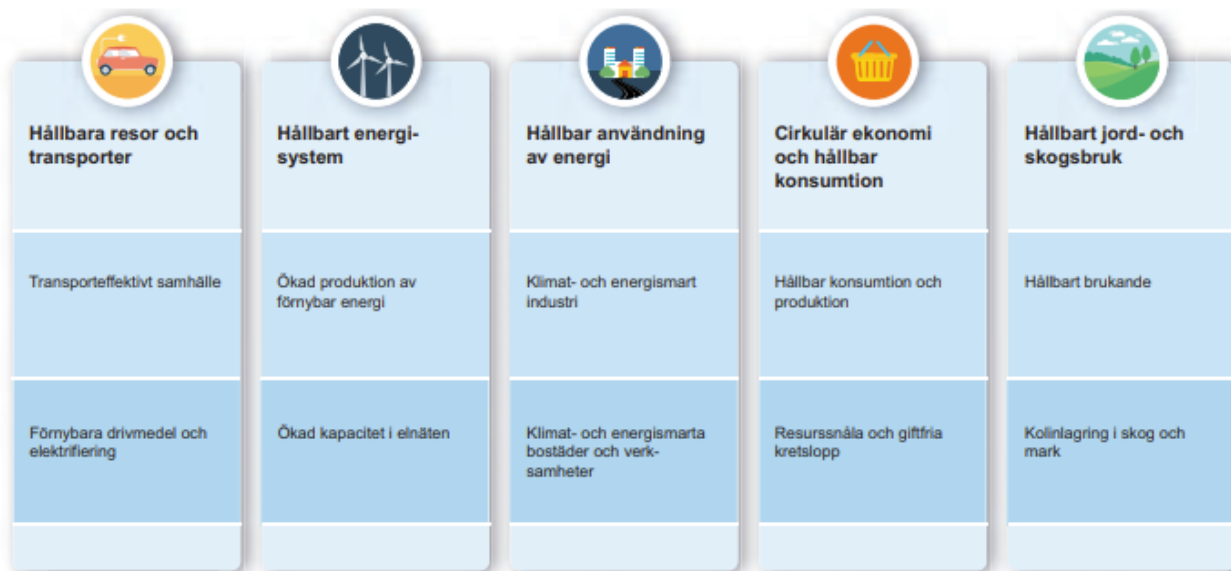 Hållbara resor och
transporter
Transporteffektivt samhälle
Förnybara drivmedel och
elektrifiering
Hållbart energi-
system
Ökad produktion av
förnybar energi
Ökad kapacitet i elnäten
Hållbar användning
av energi
Klimat- och energismart
industri
Klimat- och energismarta
bostäder och verk-
samheter
Cirkulär ekonomi
och hållbar
konsumtion
Hållbar konsumtion och
produktion
Resurssnåla och giftfria
kretslopp
Hållbart jord- och
skogsbruk
Hållbart brukande
Kolinlagring i skog och
mark